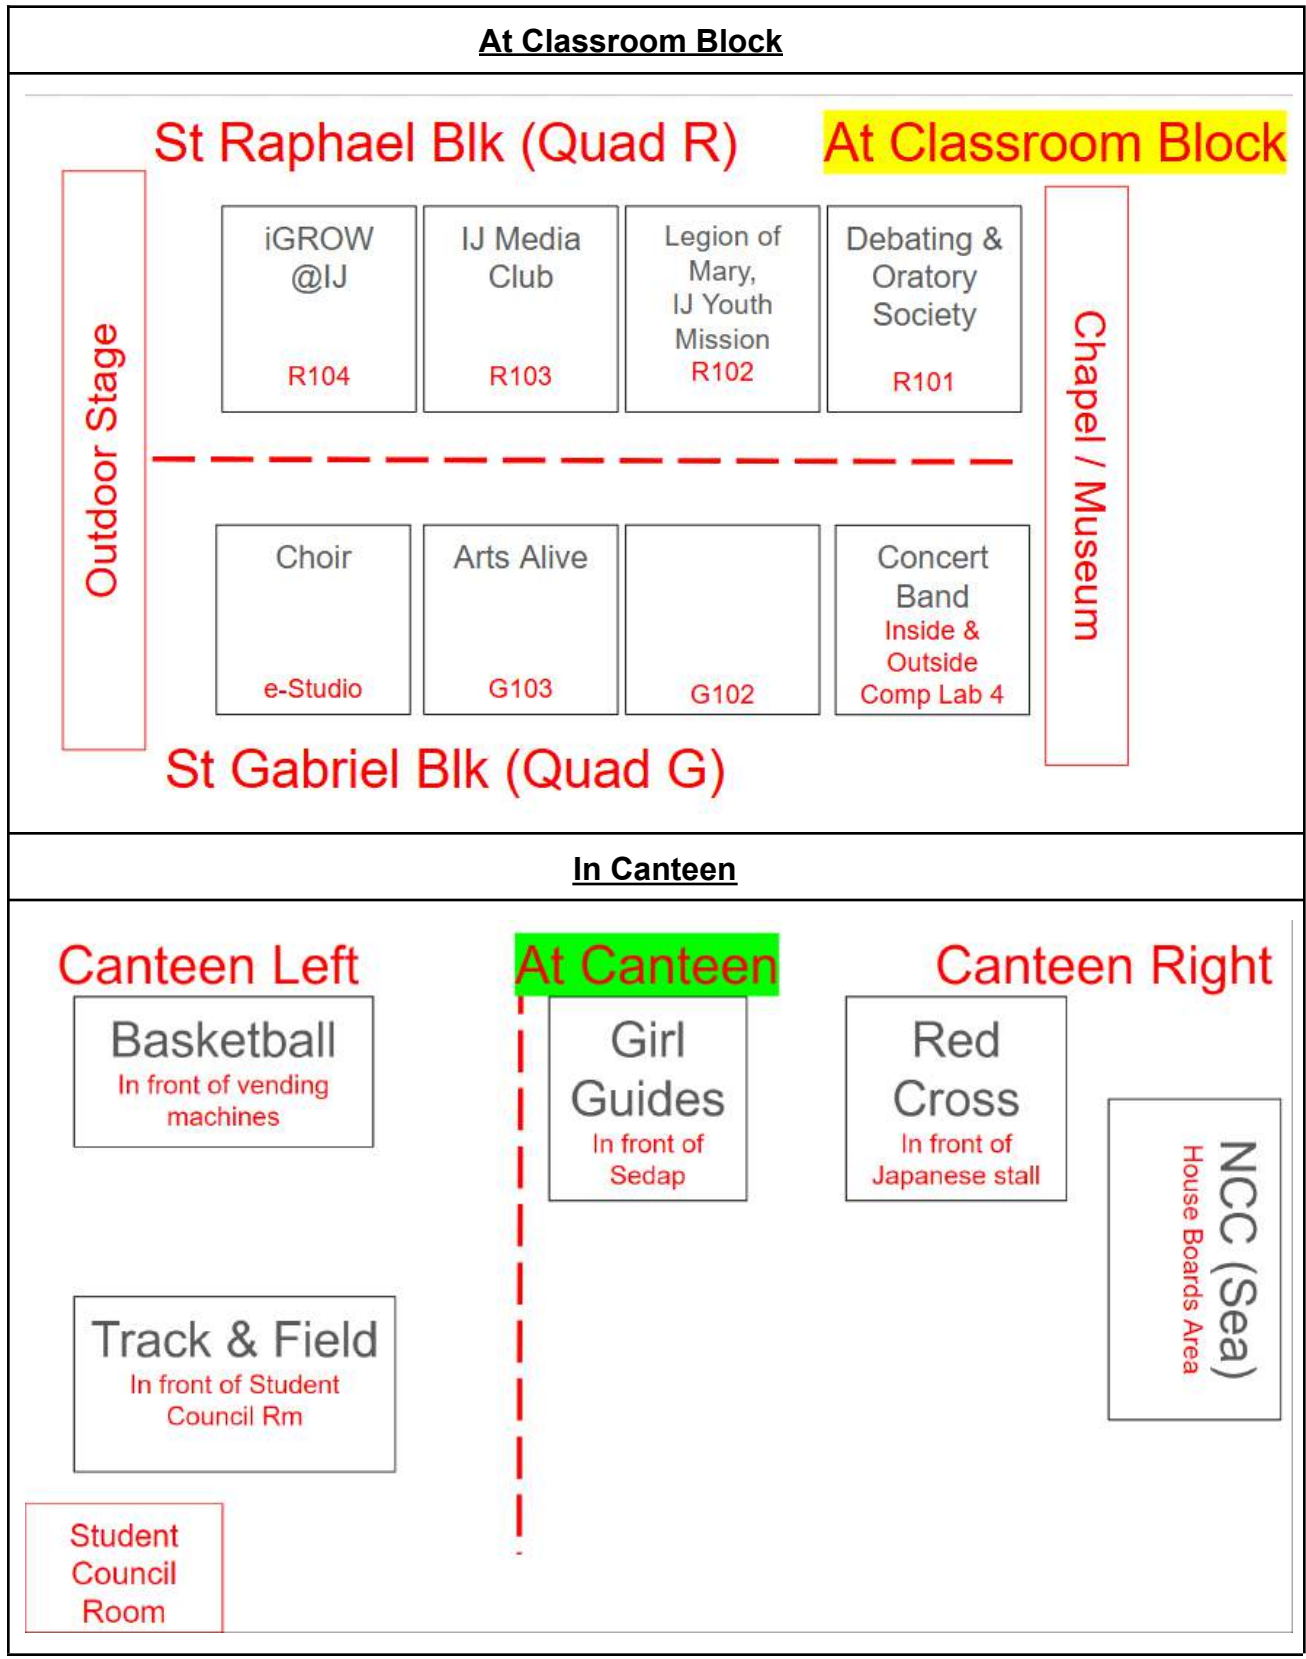 At Classroom Block
St Raphael Blk (Quad R)
At Classroom Block
Outdoor Stage
iGROW
@IJ
R104
IJ Media
Club
R103
Legion of
Mary,
IJ Youth
Mission
R102
Debating &
Oratory
Society
R101
Chapel / Museum
Choir
e-Studio
Arts Alive
G103
G102
Concert
Band
Inside &
Outside
Comp Lab 4
St Gabriel Blk (Quad G)
In Canteen
Canteen Left
At Canteen
Canteen Right
Basketball
In front of vending
machines
Girl
Guides
In front of
Sedap
Red
Cross
In front of
Japanese stall
NCC (Sea)
House Boards Area
Track & Field
In front of Student
Council Rm
Student
Council
Room